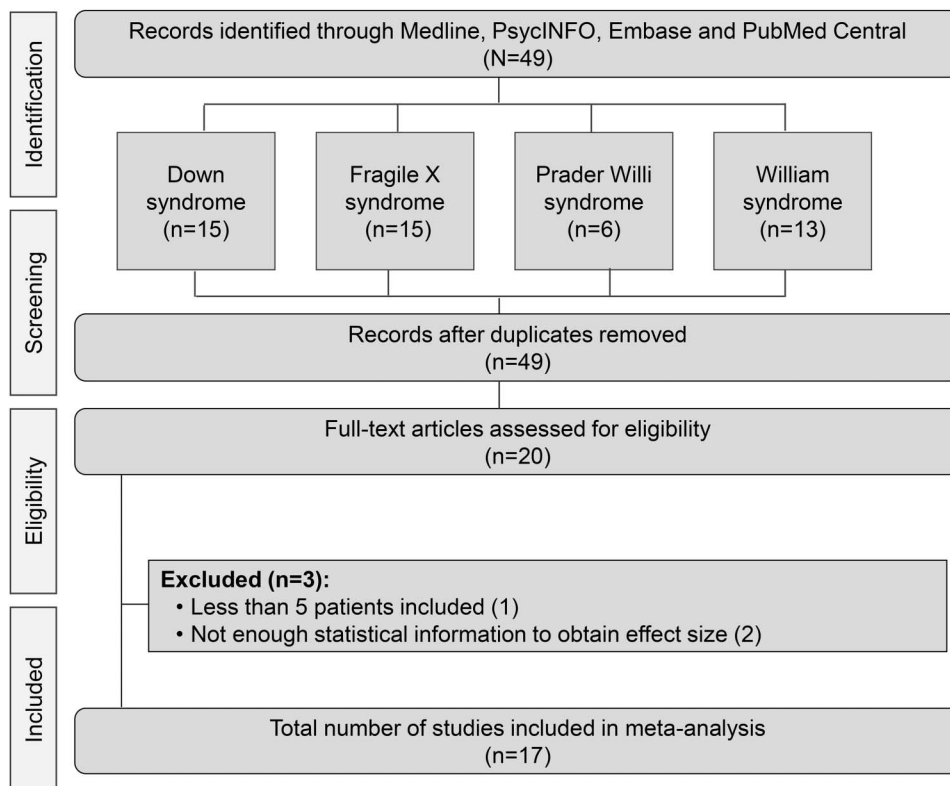 Identification
Records identified through Medline, PsycINFO, Embase and PubMed Central
(N=49)
Down
syndrome
(n=15)
Fragile X
syndrome
(n=15)
Prader Willi
syndrome
(n=6)
William
syndrome
(n=13)
Screening
Records after duplicates removed
(n=49)
Eligibility
Full-text articles assessed for eligibility
(n=20)
Excluded (n=3):
• Less than 5 patients included (1)
• Not enough statistical information to obtain effect size (2)
Included
Total number of studies included in meta-analysis
(n=17)